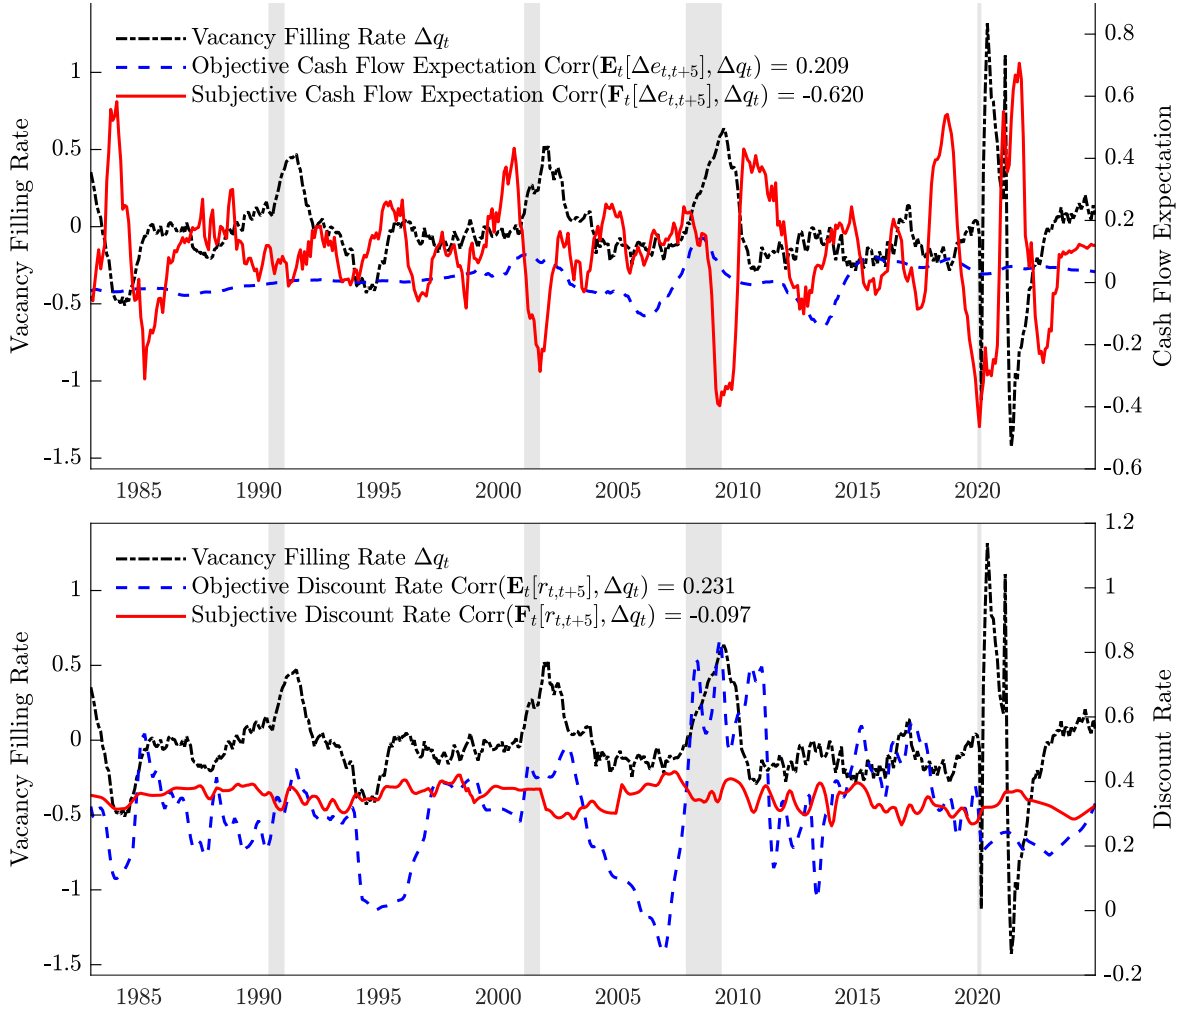 Vacancy Filling Rate Δq_t
Objective Cash Flow Expectation Corr(E_t[Δe_{t,t+5}], Δq_t) = 0.209
Subjective Cash Flow Expectation Corr(F_t[Δe_{t,t+5}], Δq_t) = -0.620
1
0.5
0
-0.5
-1
-1.5
Vacancy Filling Rate
0.8
0.6
0.4
0.2
0
-0.2
-0.4
-0.6
Cash Flow Expectation
1985 1990 1995 2000 2005 2010 2015 2020
Vacancy Filling Rate Δq_t
Objective Discount Rate Corr(E_t[r_{t,t+5}], Δq_t) = 0.231
Subjective Discount Rate Corr(F_t[r_{t,t+5}], Δq_t) = -0.097
1
0.5
0
-0.5
-1
-1.5
Vacancy Filling Rate
1.2
1
0.8
0.6
0.4
0.2
0
-0.2
Discount Rate
1985 1990 1995 2000 2005 2010 2015 2020